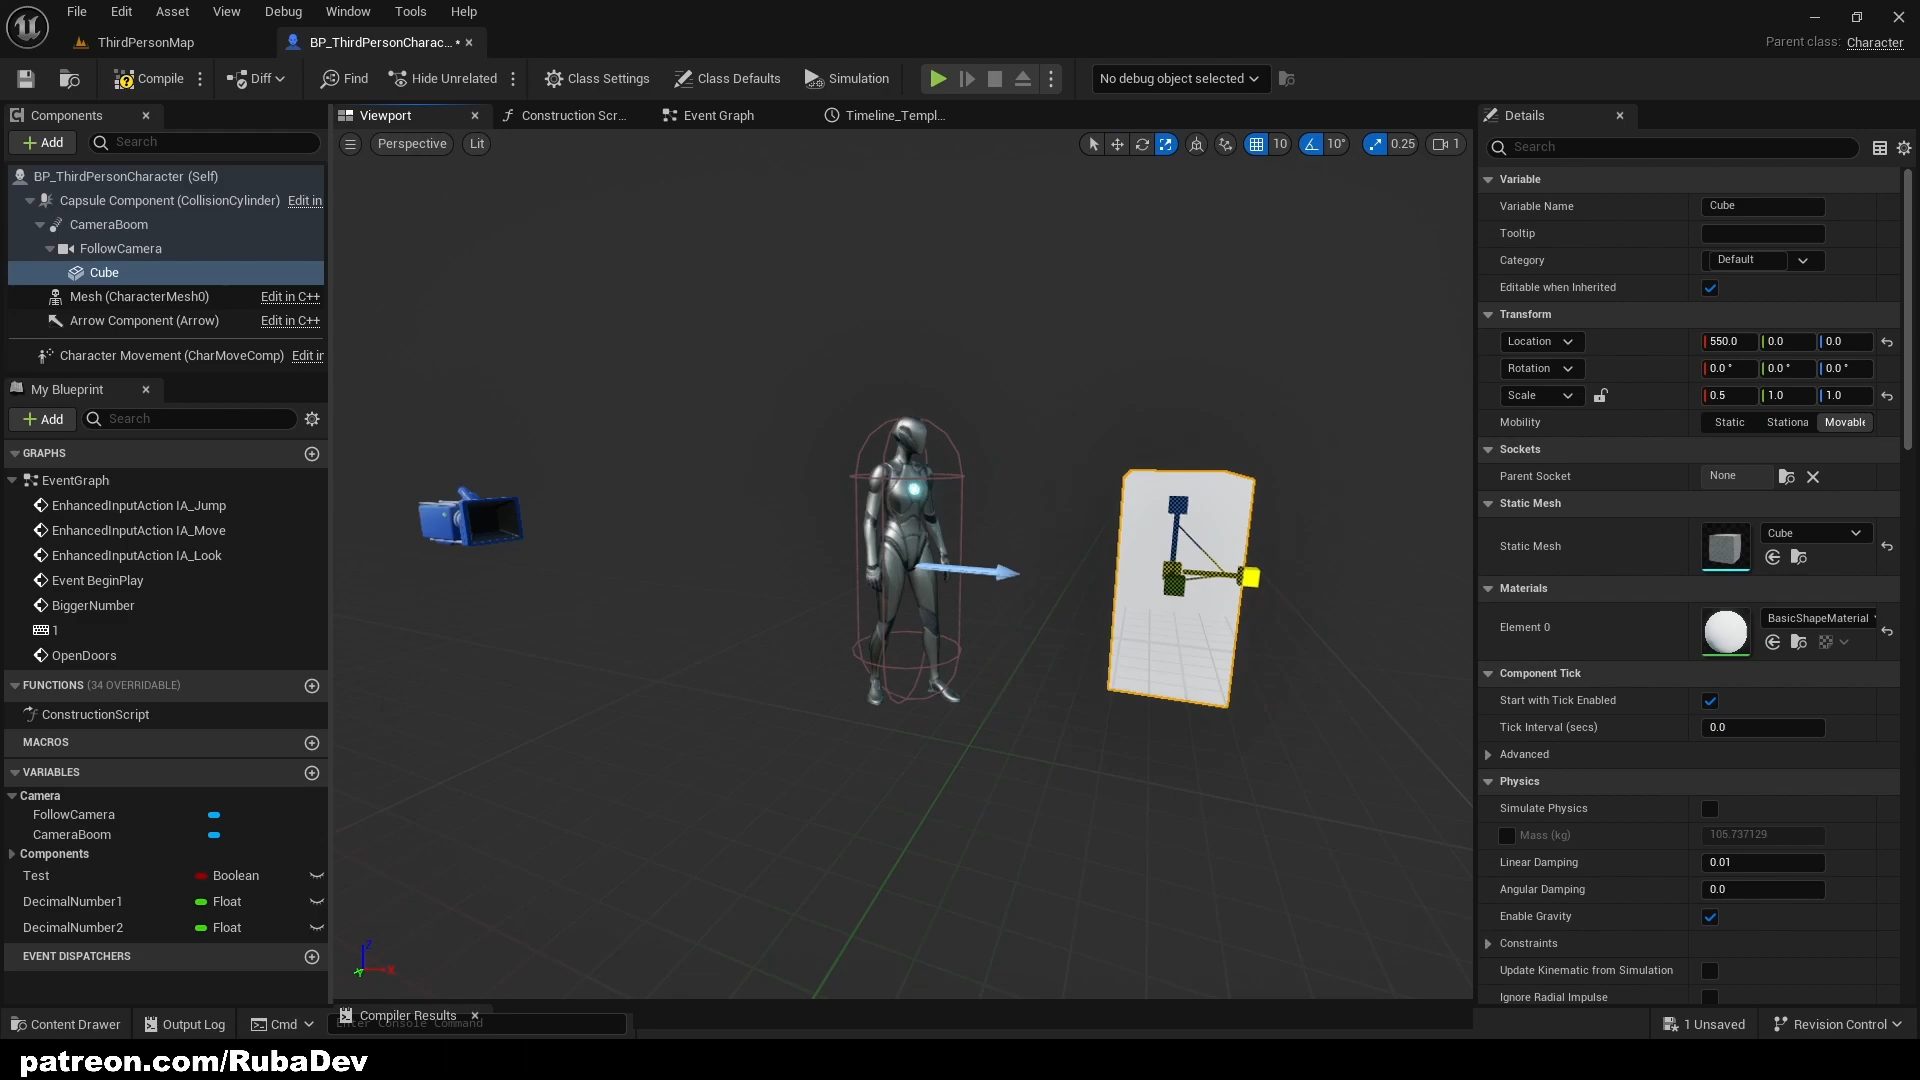 File Edit Asset View Debug Window Tools Help
ThirdPersonMap
BP_ThirdPersonCharac... •
Parent class: Character
Compile
Diff
Find
Hide Unrelated
Class Settings
Class Defaults
Simulation
No debug object selected
Components
Add
Search
BP_ThirdPersonCharacter (Self)
Capsule Component (CollisionCylinder) Edit in
CameraBoom
FollowCamera
Cube
Mesh (CharacterMesh0) Edit in C++
Arrow Component (Arrow) Edit in C++
Character Movement (CharMoveComp) Edit in
My Blueprint
Add
Search
GRAPHS
EventGraph
EnhancedInputAction IA_Jump
EnhancedInputAction IA_Move
EnhancedInputAction IA_Look
Event BeginPlay
BiggerNumber
1
OpenDoors
FUNCTIONS (34 OVERRIDABLE)
ConstructionScript
MACROS
VARIABLES
Camera
FollowCamera
CameraBoom
Components
Test Boolean
DecimalNumber1 Float
DecimalNumber2 Float
EVENT DISPATCHERS
Viewport
Construction Scr...
Event Graph
Timeline_Templ...
Perspective
Lit
10
10°
0.25
1
Z
Y
X
Details
Search
Variable
Variable Name Cube
Tooltip
Category Default
Editable when Inherited
Transform
Location 550.0 0.0 0.0
Rotation 0.0 ° 0.0 ° 0.0 °
Scale 0.5 1.0 1.0
Mobility Static Stationa Movable
Sockets
Parent Socket None
Static Mesh
Static Mesh Cube
Materials
Element 0 BasicShapeMaterial
Component Tick
Start with Tick Enabled
Tick Interval (secs) 0.0
Advanced
Physics
Simulate Physics
Mass (kg) 105.737129
Linear Damping 0.01
Angular Damping 0.0
Enable Gravity
Constraints
Update Kinematic from Simulation
Ignore Radial Impulse
Compiler Results
Content Drawer
Output Log
Cmd
Enter Console Command
1 Unsaved
Revision Control
patreon.com/RubaDev